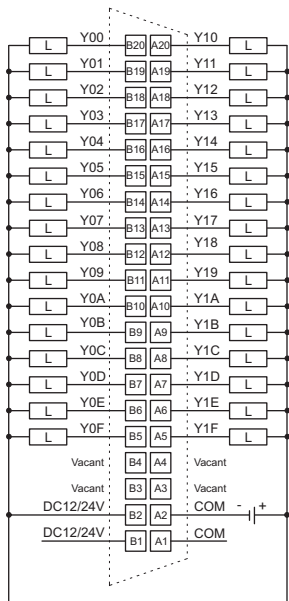 L Y00 B20 A20 Y10 L
L Y01 B19 A19 Y11 L
L Y02 B18 A18 Y12 L
L Y03 B17 A17 Y13 L
L Y04 B16 A16 Y14 L
L Y05 B15 A15 Y15 L
L Y06 B14 A14 Y16 L
L Y07 B13 A13 Y17 L
L Y08 B12 A12 Y18 L
L Y09 B11 A11 Y19 L
L Y0A B10 A10 Y1A L
L Y0B B9 A9 Y1B L
L Y0C B8 A8 Y1C L
L Y0D B7 A7 Y1D L
L Y0E B6 A6 Y1E L
L Y0F B5 A5 Y1F L
Vacant B4 A4 Vacant
Vacant B3 A3 Vacant
DC12/24V B2 A2 COM - +
DC12/24V B1 A1 COM